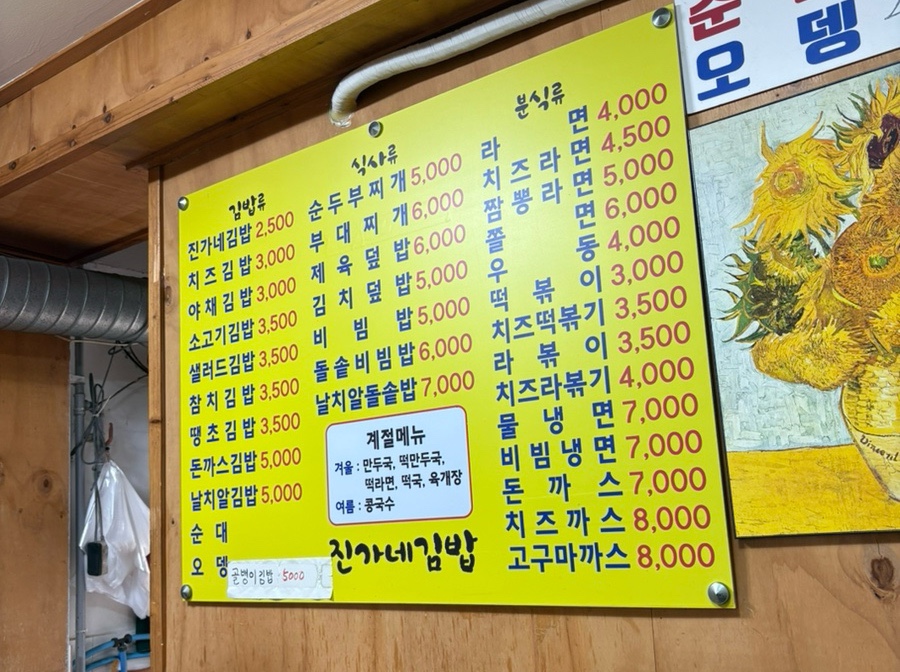 김밥류
진가네김밥 2,500
치즈김밥 3,000
야채김밥 3,000
소고기김밥 3,500
샐러드김밥 3,500
참치김밥 3,500
땡초김밥 3,500
돈까스김밥 5,000
날치알김밥 5,000
순대
오뎅
골뱅이김밥 5000
식사류
순두부찌개 5,000
부대찌개 6,000
제육덮밥 6,000
김치덮밥 5,000
비빔밥 5,000
돌솥비빔밥 6,000
날치알돌솥밥 7,000
계절메뉴
겨울 : 만두국, 떡만두국,
떡라면, 떡국, 육개장
여름 : 콩국수
진가네김밥
분식류
라면 4,000
치즈라면 4,500
짬뽕라면 5,000
쫄면 6,000
우동 4,000
떡볶이 3,000
치즈떡볶기 3,500
라볶이 3,500
치즈라볶기 4,000
물냉면 7,000
비빔냉면 7,000
돈까스 7,000
치즈까스 8,000
고구마까스 8,000
순
오뎅
Vincent